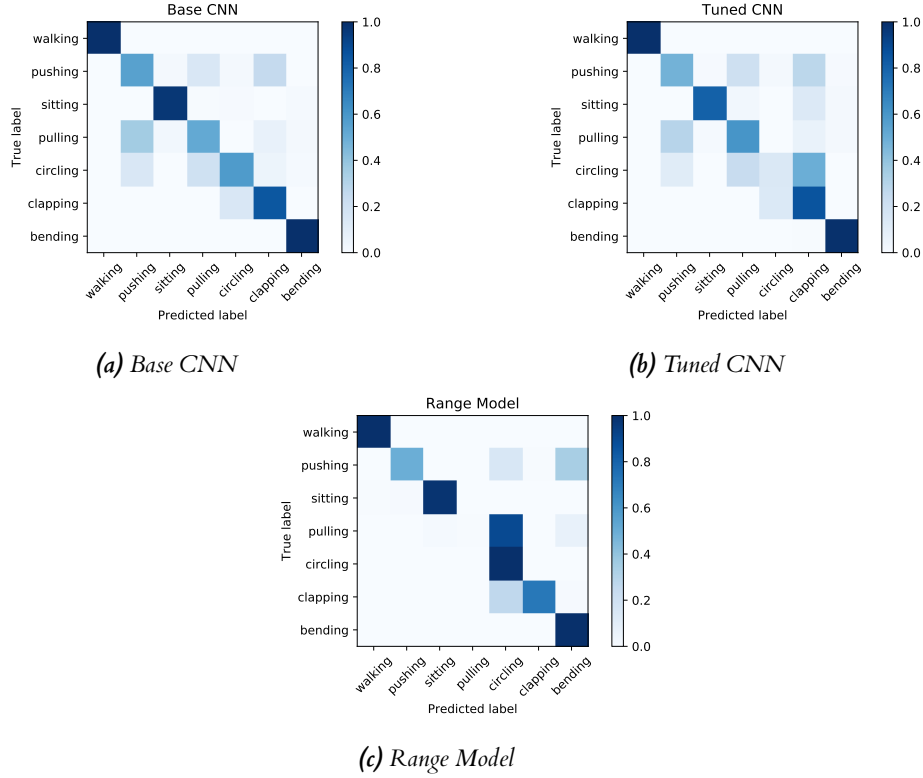 Base CNN
walking
pushing
sitting
pulling
circling
clapping
bending
True label
walking
pushing
sitting
pulling
circling
clapping
bending
Predicted label
1.0
0.8
0.6
0.4
0.2
0.0
(a) Base CNN
Tuned CNN
walking
pushing
sitting
pulling
circling
clapping
bending
True label
walking
pushing
sitting
pulling
circling
clapping
bending
Predicted label
1.0
0.8
0.6
0.4
0.2
0.0
(b) Tuned CNN
Range Model
walking
pushing
sitting
pulling
circling
clapping
bending
True label
walking
pushing
sitting
pulling
circling
clapping
bending
Predicted label
1.0
0.8
0.6
0.4
0.2
0.0
(c) Range Model